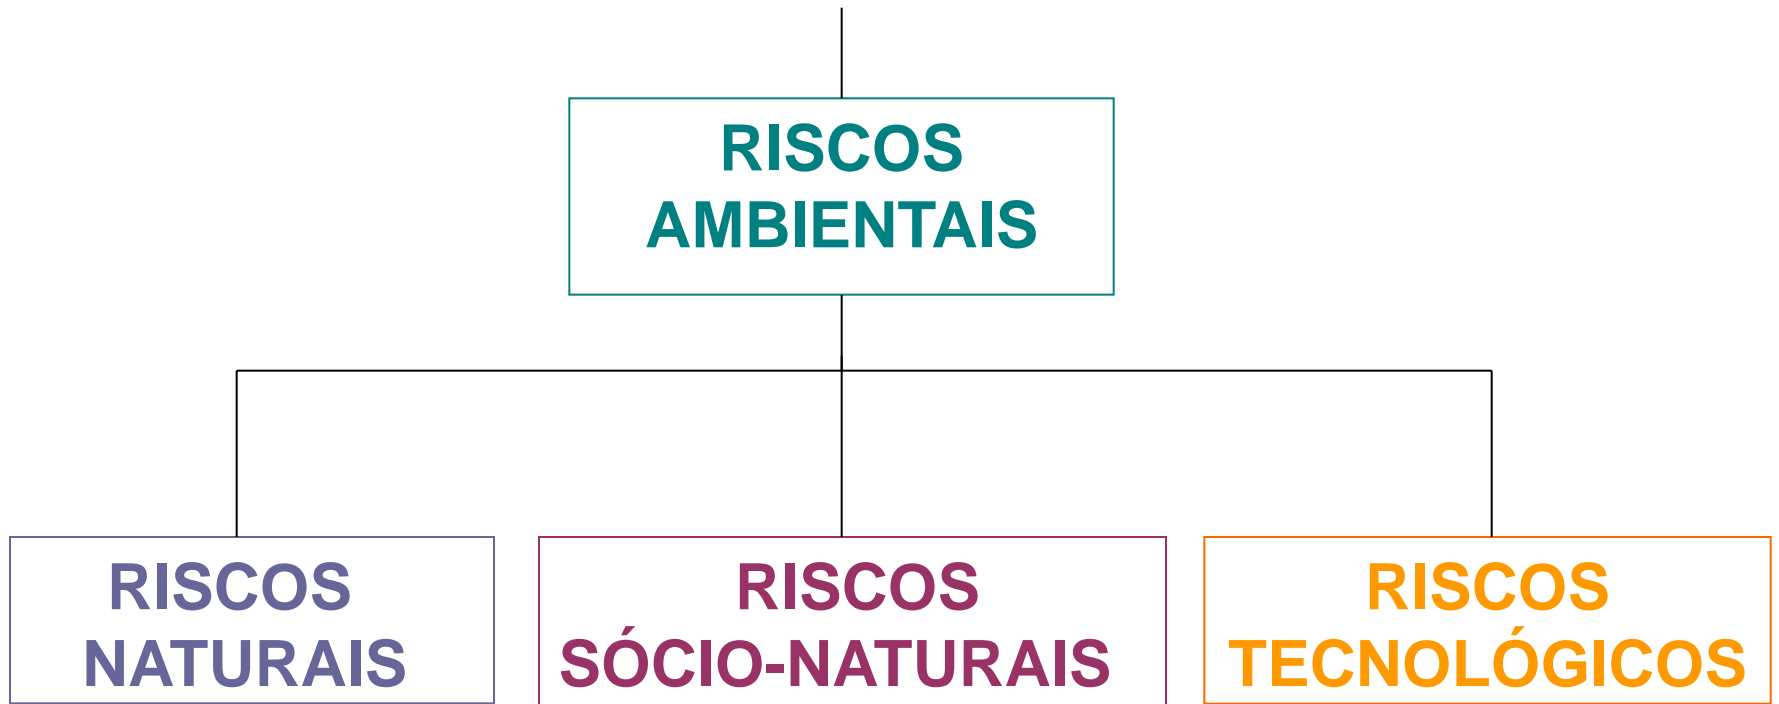 RISCOS
AMBIENTAIS
RISCOS
NATURAIS
RISCOS
SÓCIO-NATURAIS
RISCOS
TECNOLÓGICOS